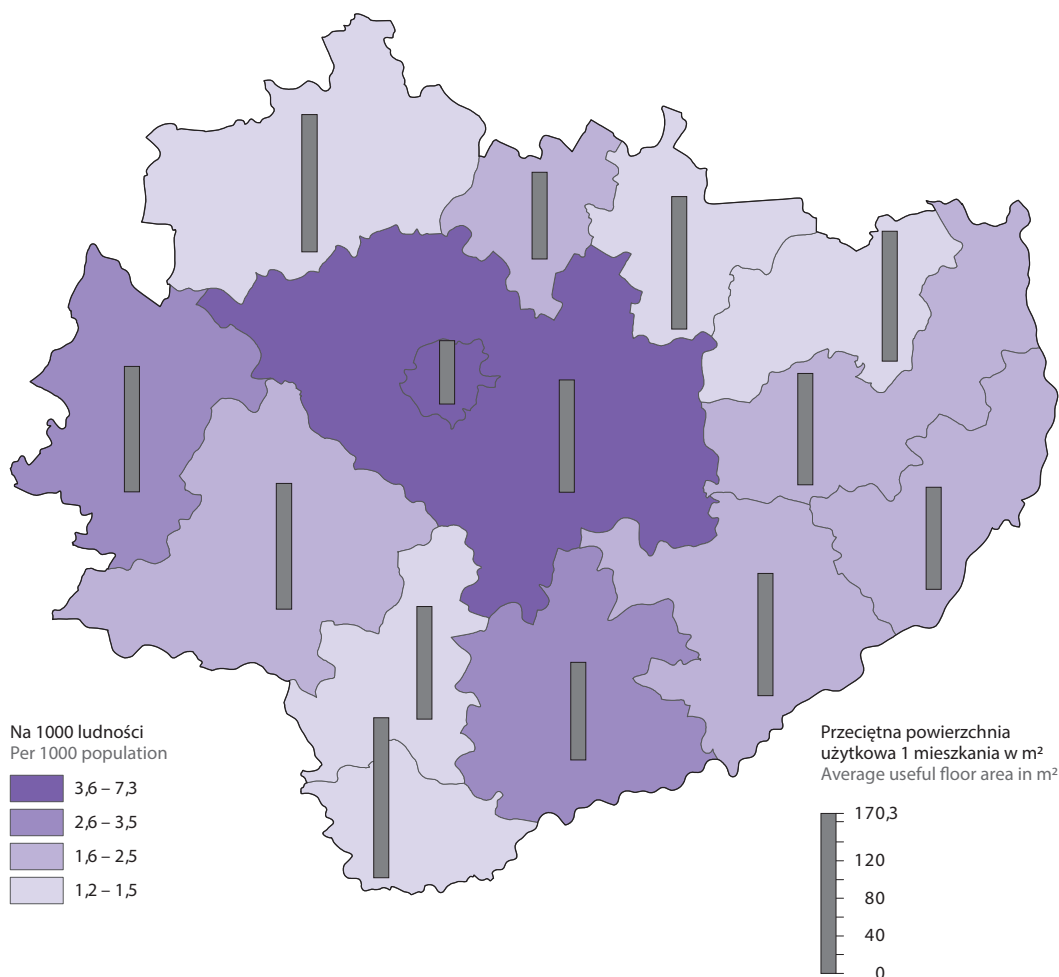 Na 1000 ludności
Per 1000 population
3,6 – 7,3
2,6 – 3,5
1,6 – 2,5
1,2 – 1,5
Przeciętna powierzchnia
użytkowa 1 mieszkania w m²
Average useful floor area in m²
170,3
120
80
40
0